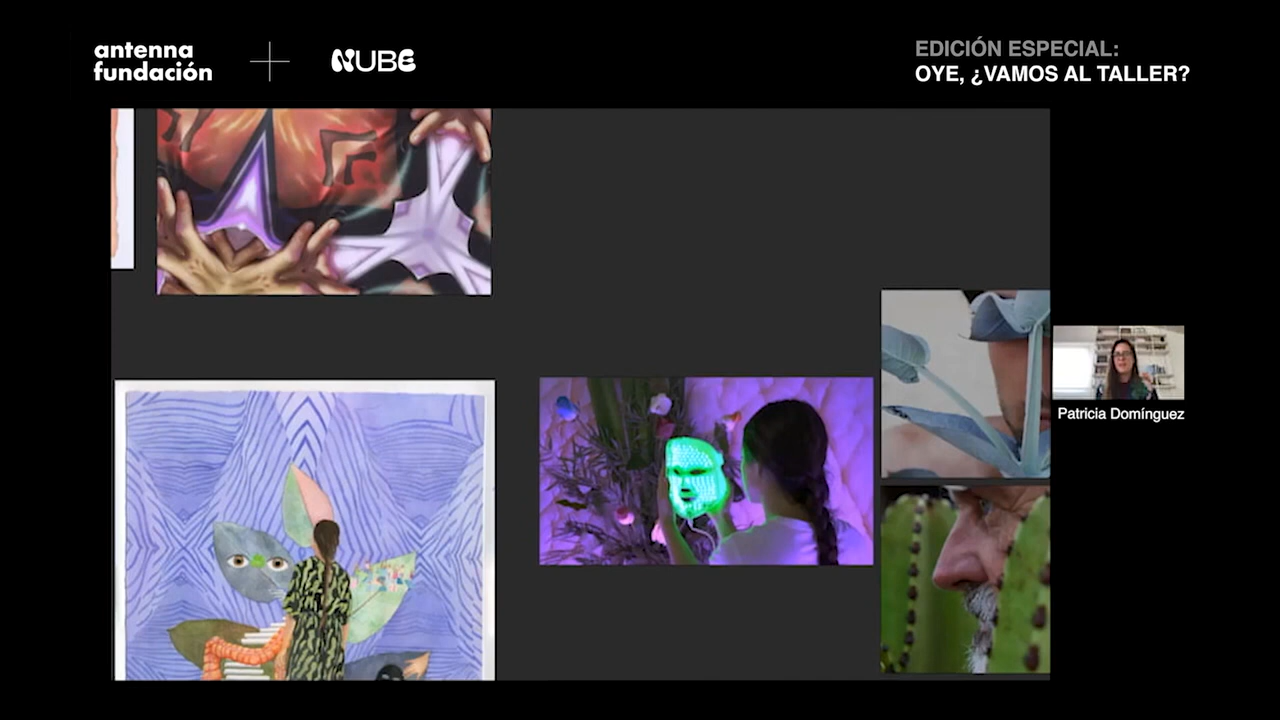 antenna
fundación
NUBE
EDICIÓN ESPECIAL:
OYE, ¿VAMOS AL TALLER?
Patricia Domínguez